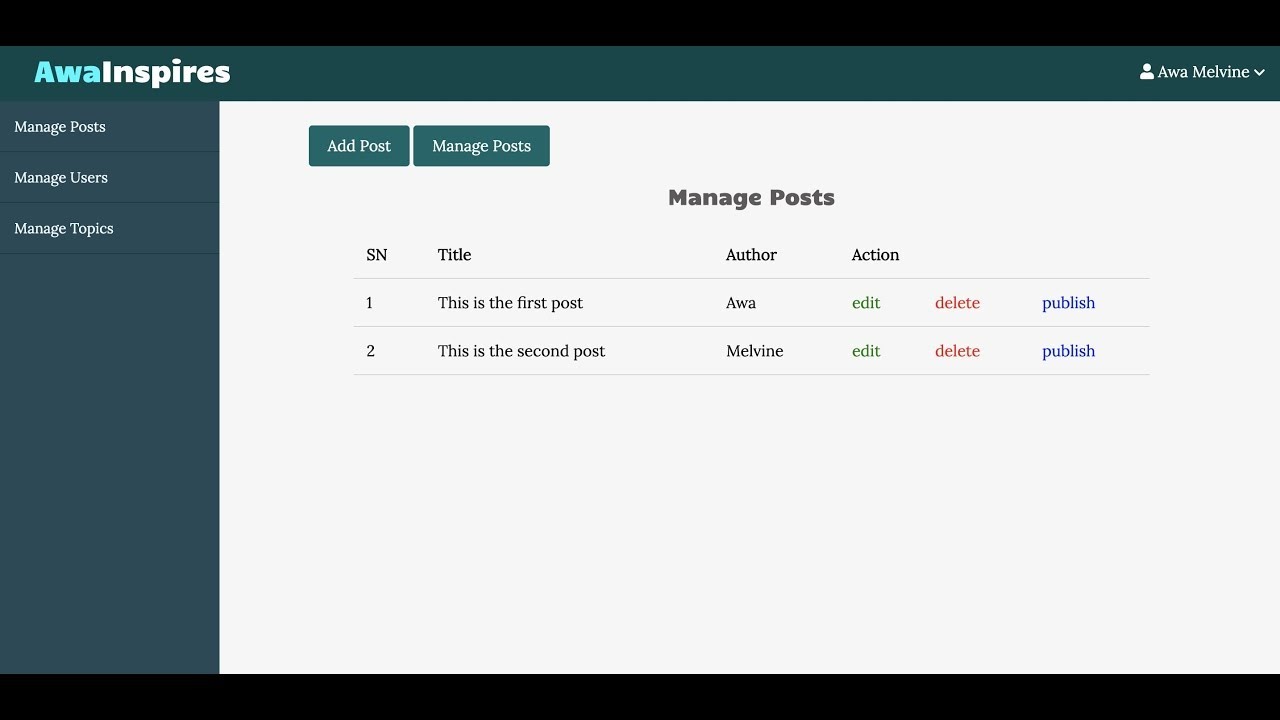 AwaInspires
Awa Melvine
Manage Posts
Manage Users
Manage Topics
Add Post Manage Posts
Manage Posts
SN Title Author Action
1 This is the first post Awa edit delete publish
2 This is the second post Melvine edit delete publish